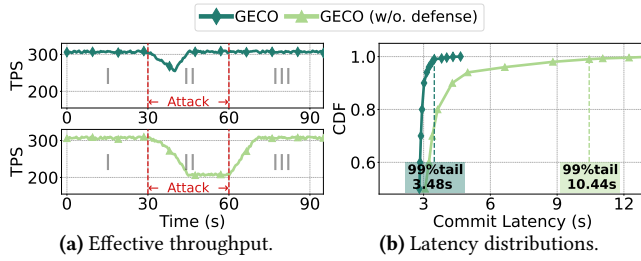 GECO GECO (w/o. defense)
TPS
300
200
I II III
Attack
0 30 60 90
TPS
300
200
I II III
Attack
0 30 60 90
Time (s)
(a) Effective throughput.
CDF
1.0
0.8
0.6
99%tail
3.48s
99%tail
10.44s
3 6 9 12
Commit Latency (s)
(b) Latency distributions.